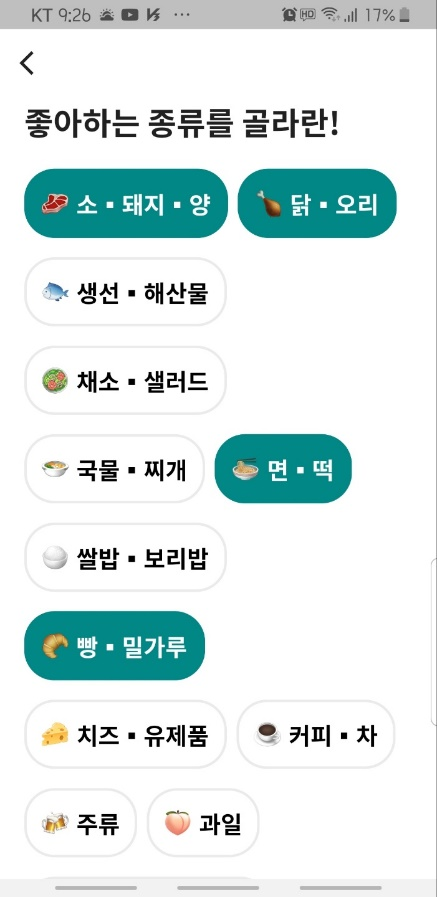 KT 9:26 ... HD 17%
좋아하는 종류를 골라란!
소 ▪ 돼지 ▪ 양 닭 ▪ 오리
생선 ▪ 해산물
채소 ▪ 샐러드
국물 ▪ 찌개 면 ▪ 떡
쌀밥 ▪ 보리밥
빵 ▪ 밀가루
치즈 ▪ 유제품 커피 ▪ 차
주류 과일